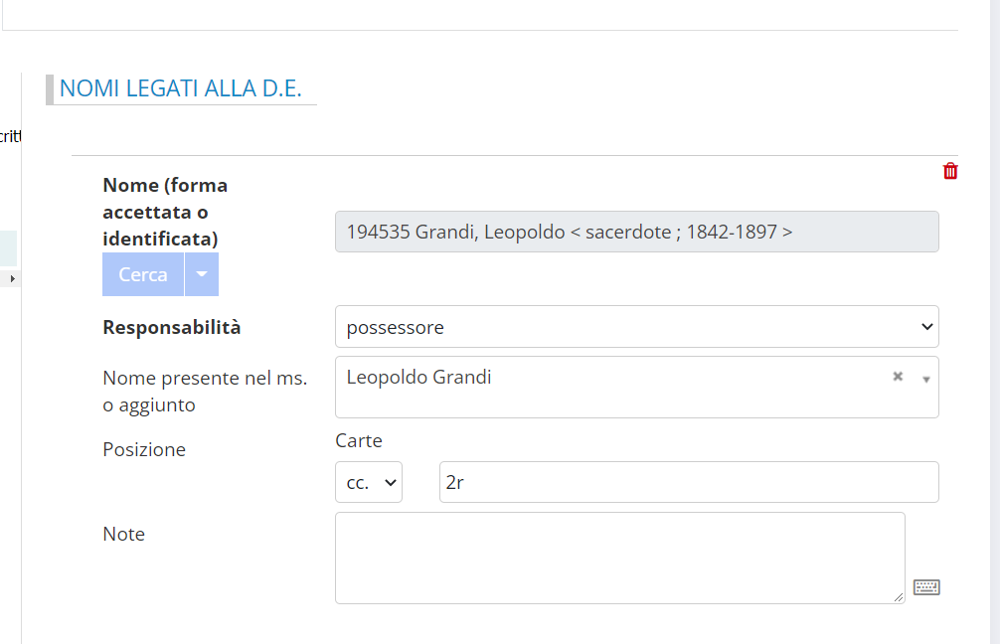 NOMI LEGATI ALLA D.E.
Nome (forma
accettata o
identificata)
194535 Grandi, Leopoldo < sacerdote ; 1842-1897 >
Cerca
Responsabilità
possessore
Nome presente nel ms.
o aggiunto
Leopoldo Grandi
Posizione
Carte
cc.
2r
Note